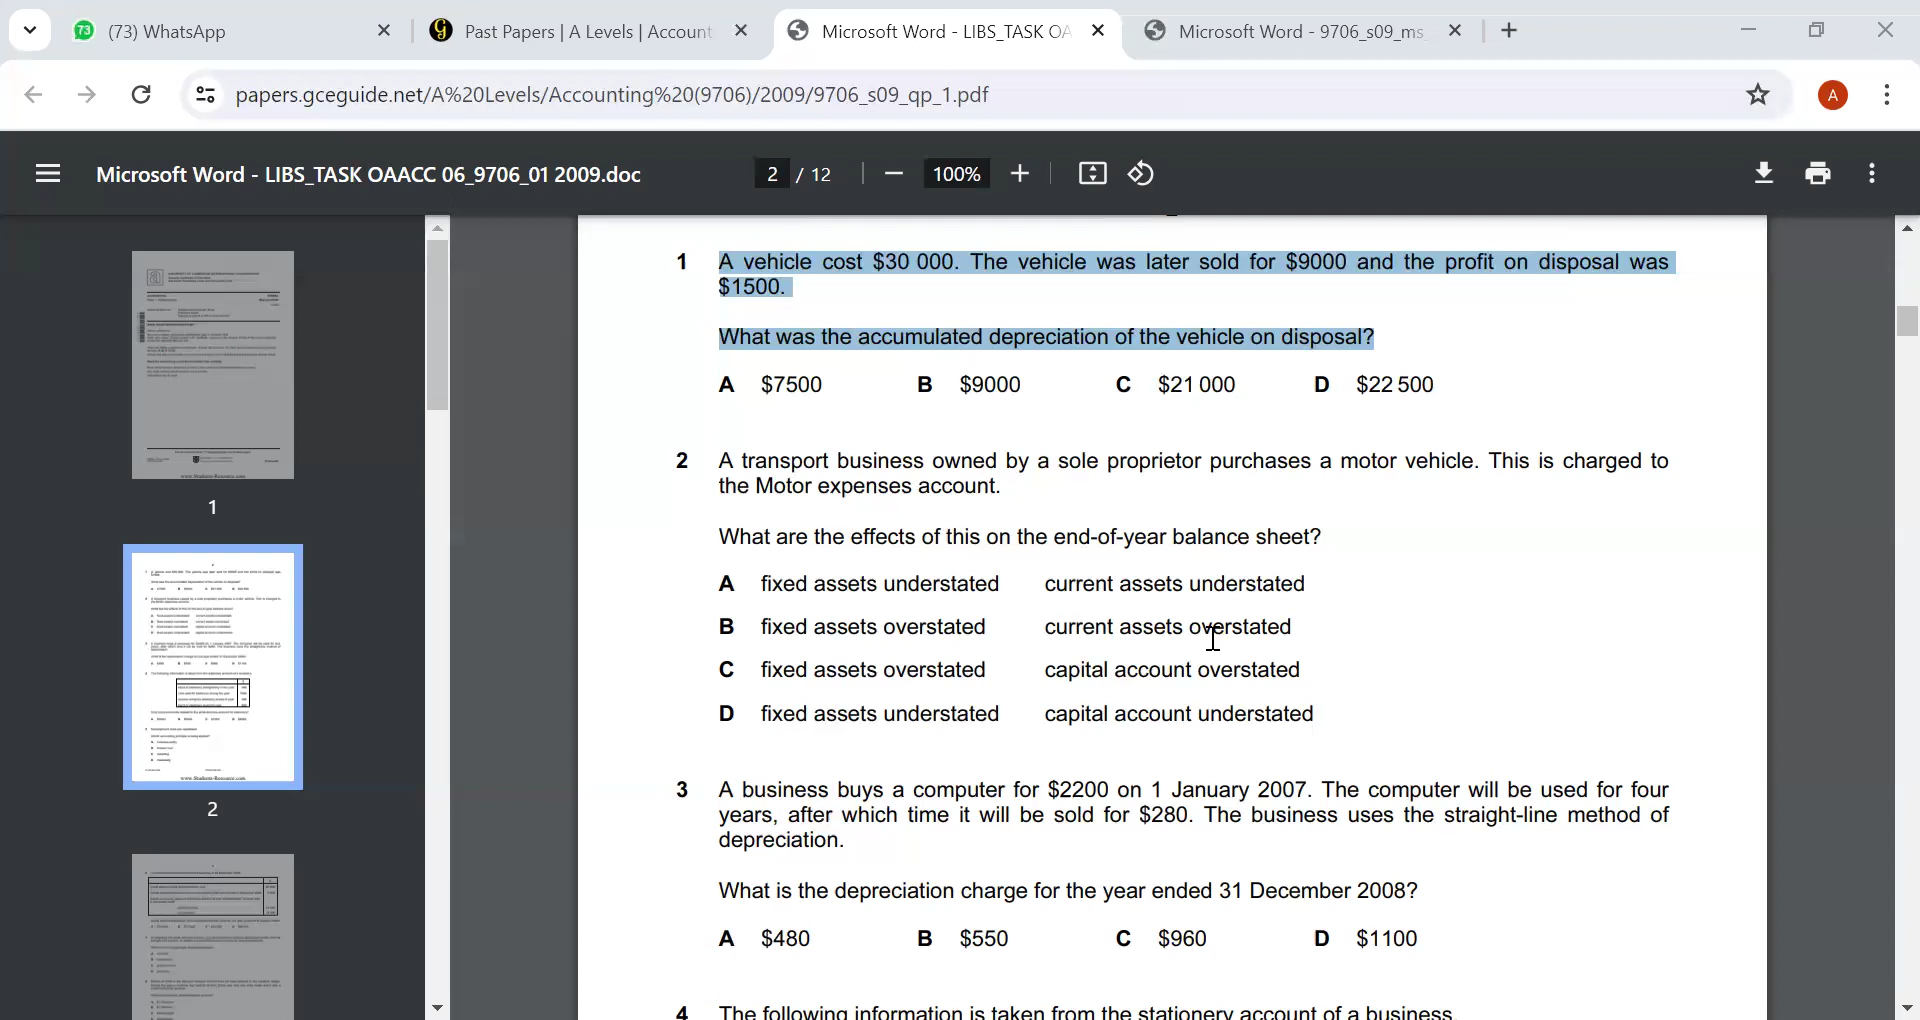 73 (73) WhatsApp
Past Papers | A Levels | Account
Microsoft Word - LIBS_TASK OA
Microsoft Word - 9706_s09_ms_
papers.gceguide.net/A%20Levels/Accounting%20(9706)/2009/9706_s09_qp_1.pdf
A
Microsoft Word - LIBS_TASK OAACC 06_9706_01 2009.doc
2 / 12
100%
1
2
1 A vehicle cost $30 000. The vehicle was later sold for $9000 and the profit on disposal was
$1500.
What was the accumulated depreciation of the vehicle on disposal?
A $7500 B $9000 C $21 000 D $22 500
2 A transport business owned by a sole proprietor purchases a motor vehicle. This is charged to
the Motor expenses account.
What are the effects of this on the end-of-year balance sheet?
A fixed assets understated current assets understated
B fixed assets overstated current assets overstated
C fixed assets overstated capital account overstated
D fixed assets understated capital account understated
3 A business buys a computer for $2200 on 1 January 2007. The computer will be used for four
years, after which time it will be sold for $280. The business uses the straight-line method of
depreciation.
What is the depreciation charge for the year ended 31 December 2008?
A $480 B $550 C $960 D $1100
4 The following information is taken from the stationery account of a business.